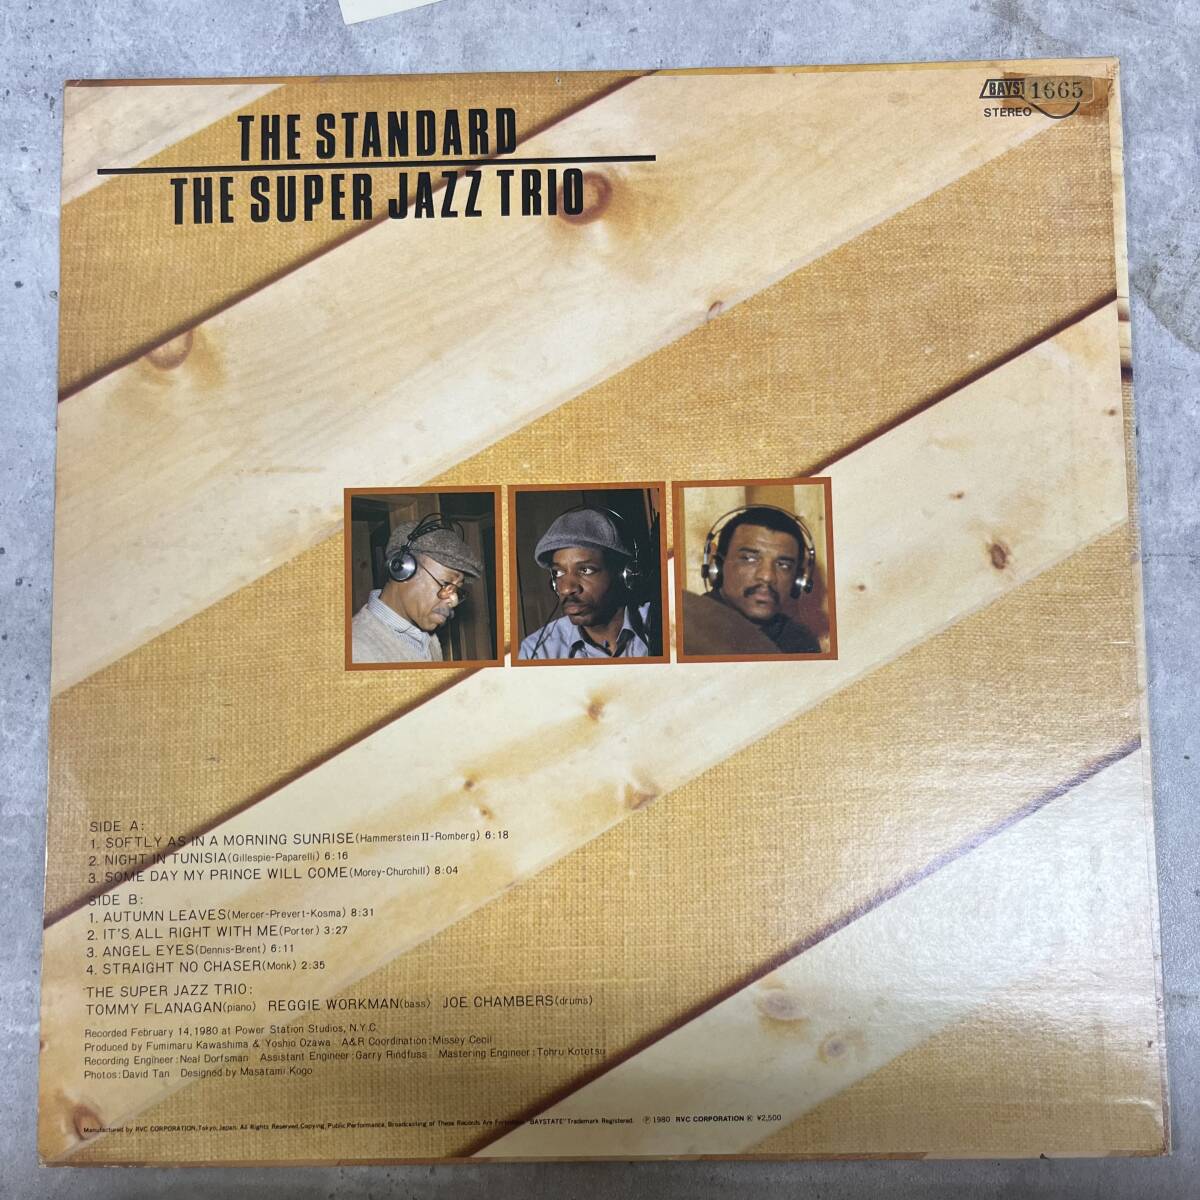 THE STANDARD
THE SUPER JAZZ TRIO
BAYST 1665
STEREO
SIDE A:
1. SOFTLY AS IN A MORNING SUNRISE(Hammerstein II-Romberg) 6:18
2. NIGHT IN TUNISIA(Gillespie-Paparelli) 6:16
3. SOME DAY MY PRINCE WILL COME(Morey-Churchill) 8:04
SIDE B:
1. AUTUMN LEAVES(Mercer-Prevert-Kosma) 8:31
2. IT'S ALL RIGHT WITH ME(Porter) 3:27
3. ANGEL EYES(Dennis-Brent) 6:11
4. STRAIGHT NO CHASER(Monk) 2:35
THE SUPER JAZZ TRIO:
TOMMY FLANAGAN(piano) REGGIE WORKMAN(bass) JOE CHAMBERS(drums)
Recorded February 14,1980 at Power Station Studios, N.Y.C.
Produced by Fumimaru Kawashima & Yoshio Ozawa A&R Coordination:Missey Cecil
Recording Engineer:Neal Dorfsman Assistant Engineer:Garry Rindfuss Mastering Engineer:Tohru Kotetsu
Photos:David Tan Designed by Masatami Kogo
Manufactured by RVC CORPORATION,Tokyo,Japan. All Rights Reserved,Copying, Public Performance, Broadcasting of These Records Are Forbidden "BAYSTATE" Trademark Registered. Ⓟ 1980 RVC CORPORATION Ⓚ ¥2,500